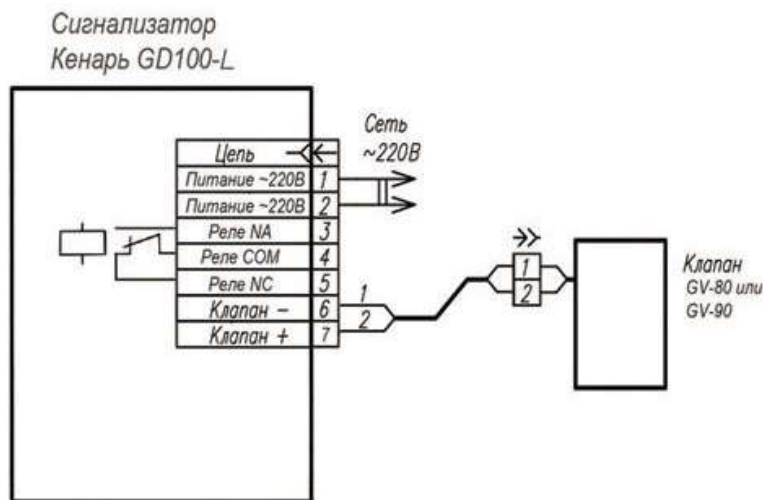 Сигнализатор
Кенарь GD100-L
Сеть
~220В
Цепь
Питание ~220В 1
Питание ~220В 2
Реле NA 3
Реле COM 4
Реле NC 5
Клапан - 6
Клапан + 7
1
2
1
2
Клапан
GV-80 или
GV-90